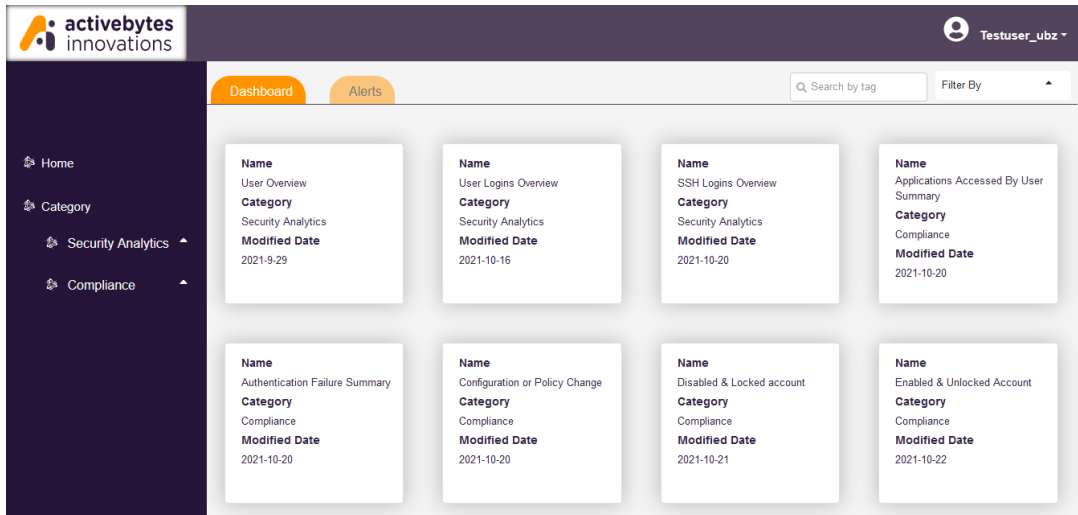 activebytes
innovations
Testuser_ubz
Dashboard
Alerts
Search by tag
Filter By
Home
Category
Security Analytics
Compliance
Name
User Overview
Category
Security Analytics
Modified Date
2021-9-29
Name
User Logins Overview
Category
Security Analytics
Modified Date
2021-10-16
Name
SSH Logins Overview
Category
Security Analytics
Modified Date
2021-10-20
Name
Applications Accessed By User
Summary
Category
Compliance
Modified Date
2021-10-20
Name
Authentication Failure Summary
Category
Compliance
Modified Date
2021-10-20
Name
Configuration or Policy Change
Category
Compliance
Modified Date
2021-10-20
Name
Disabled & Locked account
Category
Compliance
Modified Date
2021-10-21
Name
Enabled & Unlocked Account
Category
Compliance
Modified Date
2021-10-22